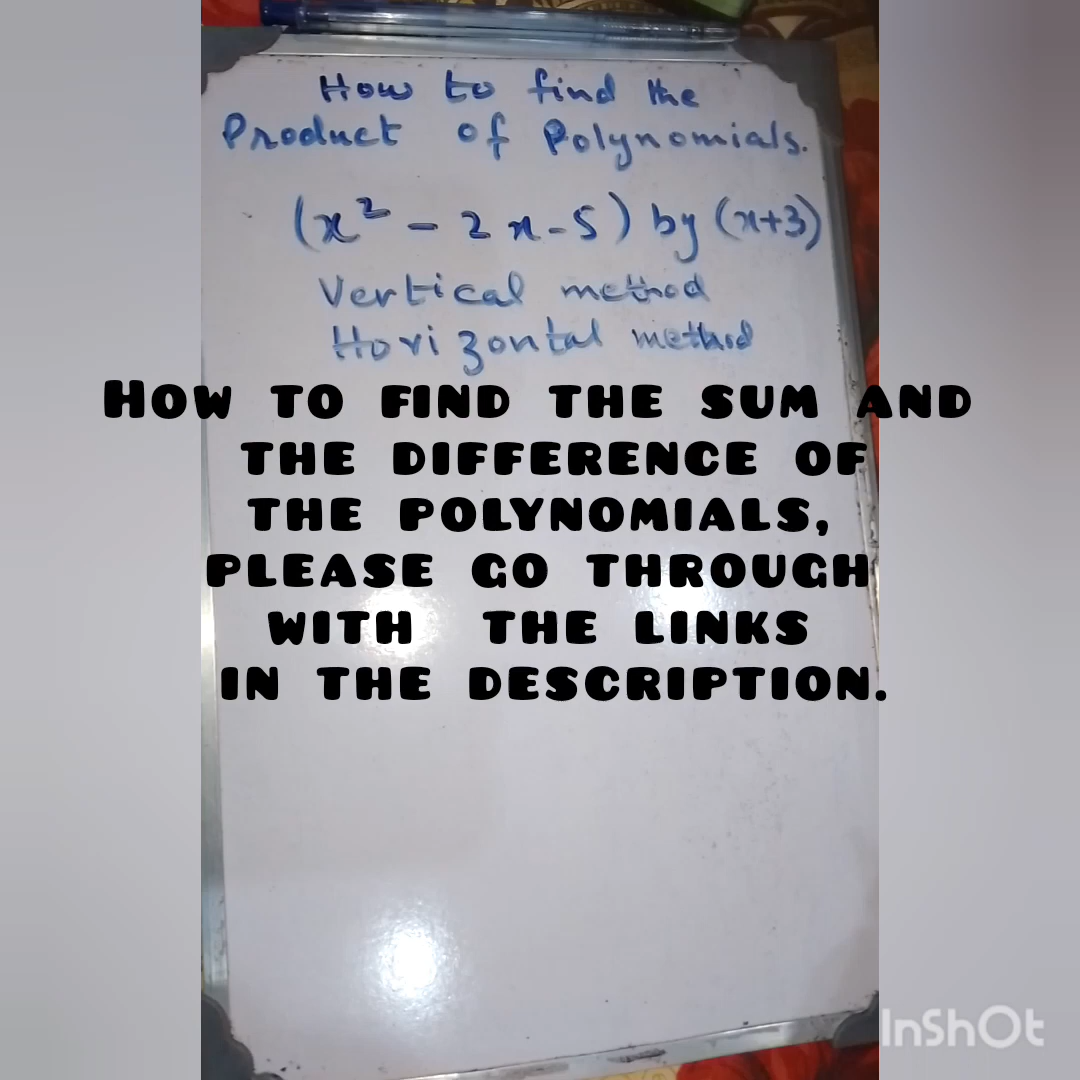 How to find the
Product of Polynomials.
(x² - 2x-5) by (x+3)
Vertical method
Horizontal method
HOW TO FIND THE SUM AND
THE DIFFERENCE OF
THE POLYNOMIALS,
PLEASE GO THROUGH
WITH THE LINKS
IN THE DESCRIPTION.
InShOt